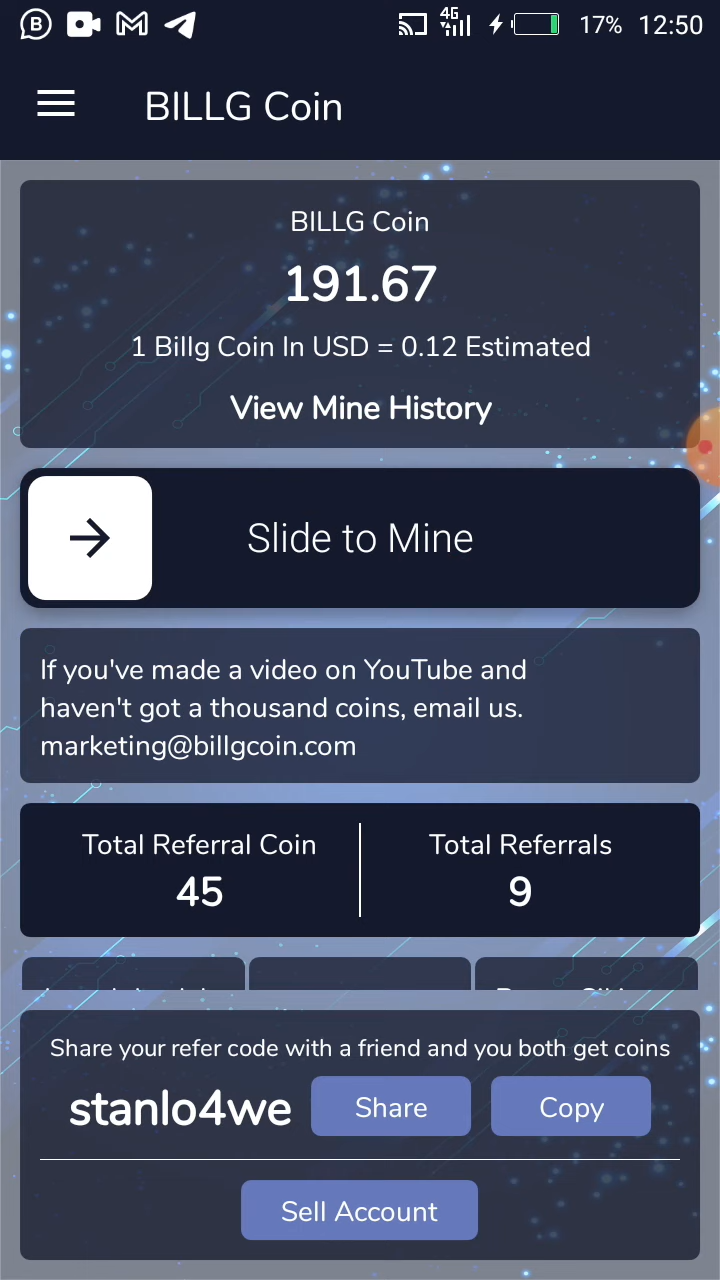 4G
17% 12:50
BILLG Coin
BILLG Coin
191.67
1 Billg Coin In USD = 0.12 Estimated
View Mine History
Slide to Mine
If you've made a video on YouTube and
haven't got a thousand coins, email us.
marketing@billgcoin.com
Total Referral Coin Total Referrals
45 9
Share your refer code with a friend and you both get coins
stanlo4we Share Copy
Sell Account